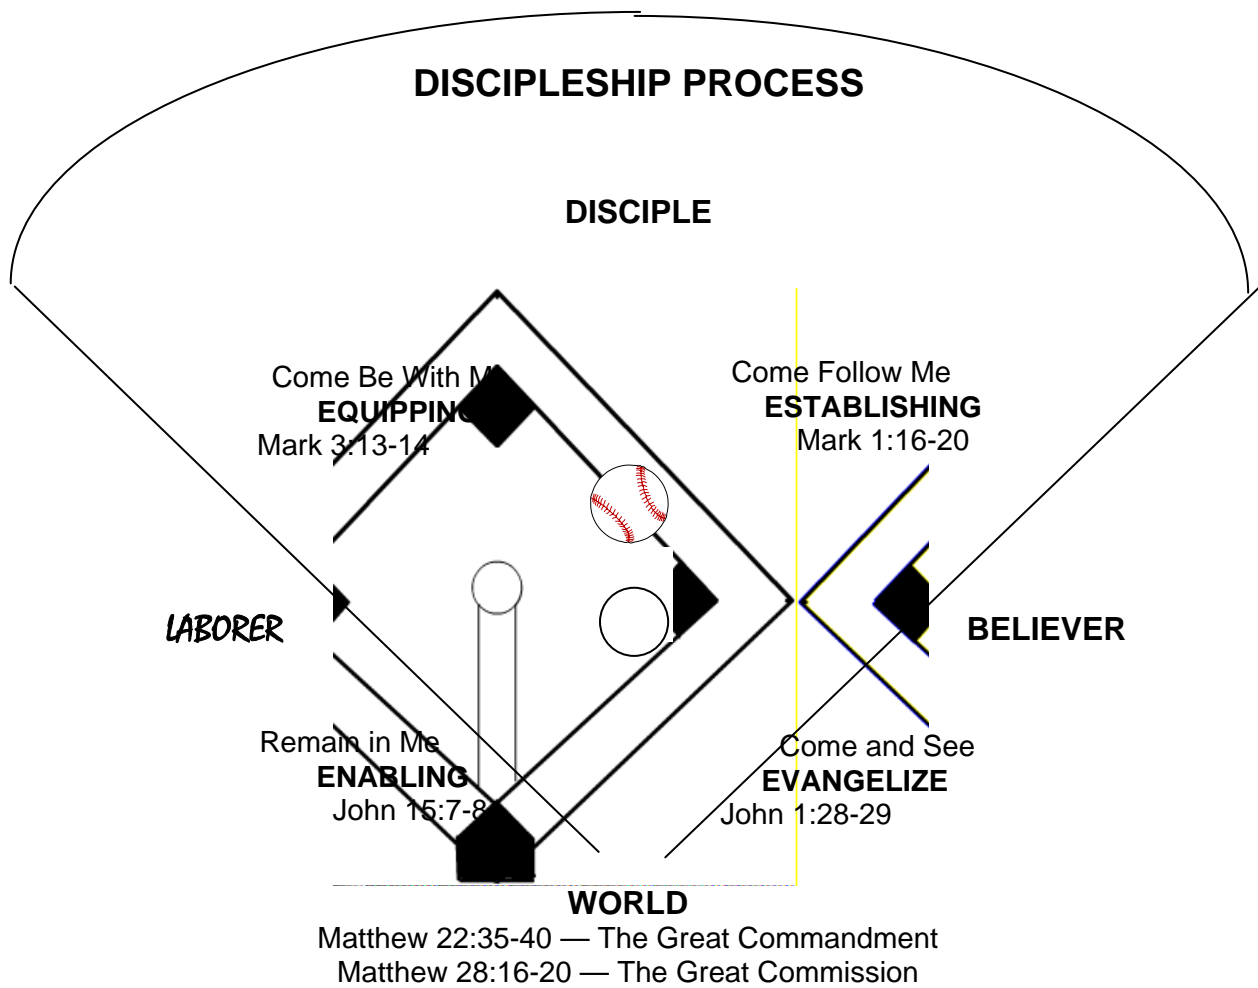 DISCIPLESHIP PROCESS
DISCIPLE
Come Be With M
EQUIPPING
Mark 3:13-14
Come Follow Me
ESTABLISHING
Mark 1:16-20
LABORER
BELIEVER
Remain in Me
ENABLING
John 15:7-8
Come and See
EVANGELIZE
John 1:28-29
WORLD
Matthew 22:35-40 — The Great Commandment
Matthew 28:16-20 — The Great Commission